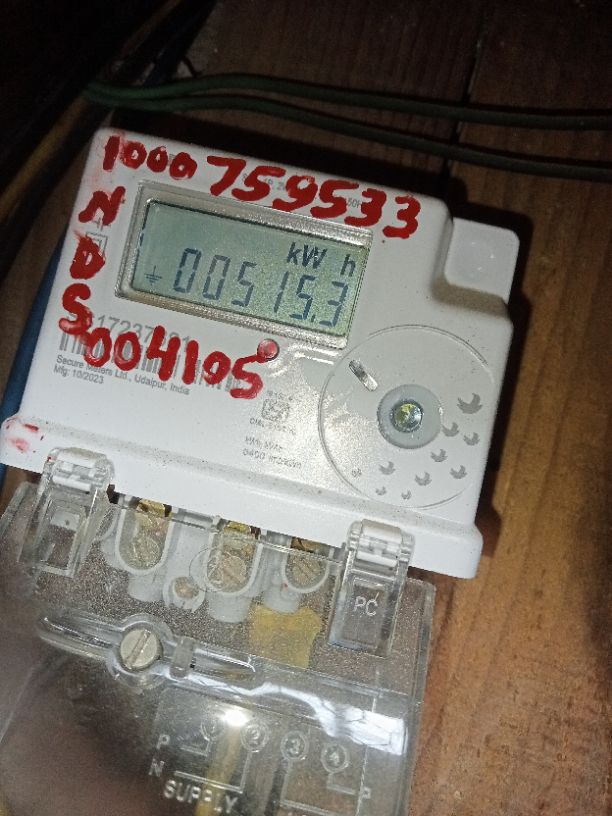 1000759533
NDS
kW h
00515.3
004105
Secure Meters Ltd., Udaipur, India
Mfg: 10/2023
PC
1 2 3 4
P P
N
SUPPLY